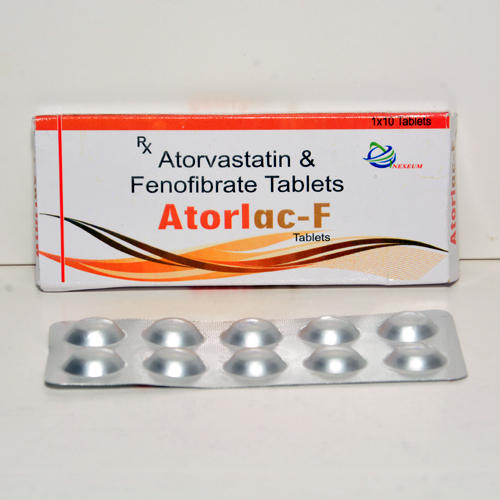 1x10 Tablets
Rx Atorvastatin &
Fenofibrate Tablets
NEXEUM
Atorlac-F
Tablets
Atorlac-F